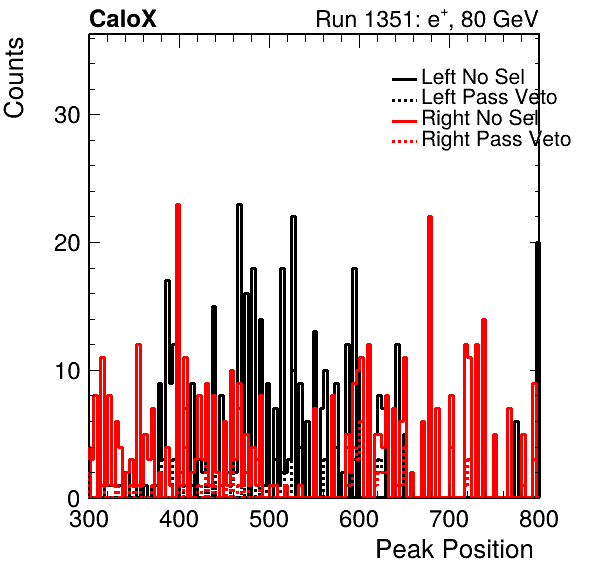 CaloX
Run 1351: e+, 80 GeV
Counts
Left No Sel
Left Pass Veto
Right No Sel
Right Pass Veto
30
20
10
0
300 400 500 600 700 800
Peak Position